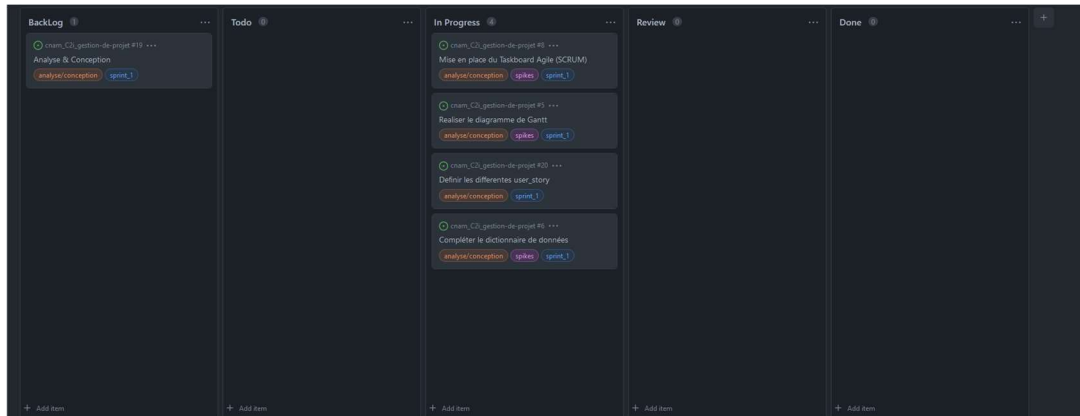 BackLog 1 ...
cnam_C2i_gestion-de-projet #19 ...
Analyse & Conception
analyse/conception sprint_1
+ Add item
Todo 0 ...
+ Add item
In Progress 4 ...
cnam_C2i_gestion-de-projet #8 ...
Mise en place du Taskboard Agile (SCRUM)
analyse/conception spikes sprint_1
cnam_C2i_gestion-de-projet #5 ...
Realiser le diagramme de Gantt
analyse/conception spikes sprint_1
cnam_C2i_gestion-de-projet #20 ...
Definir les differentes user_story
analyse/conception sprint_1
cnam_C2i_gestion-de-projet #6 ...
Compléter le dictionnaire de données
analyse/conception spikes sprint_1
+ Add item
Review 0 ...
+ Add item
Done 0 ...
+ Add item
+